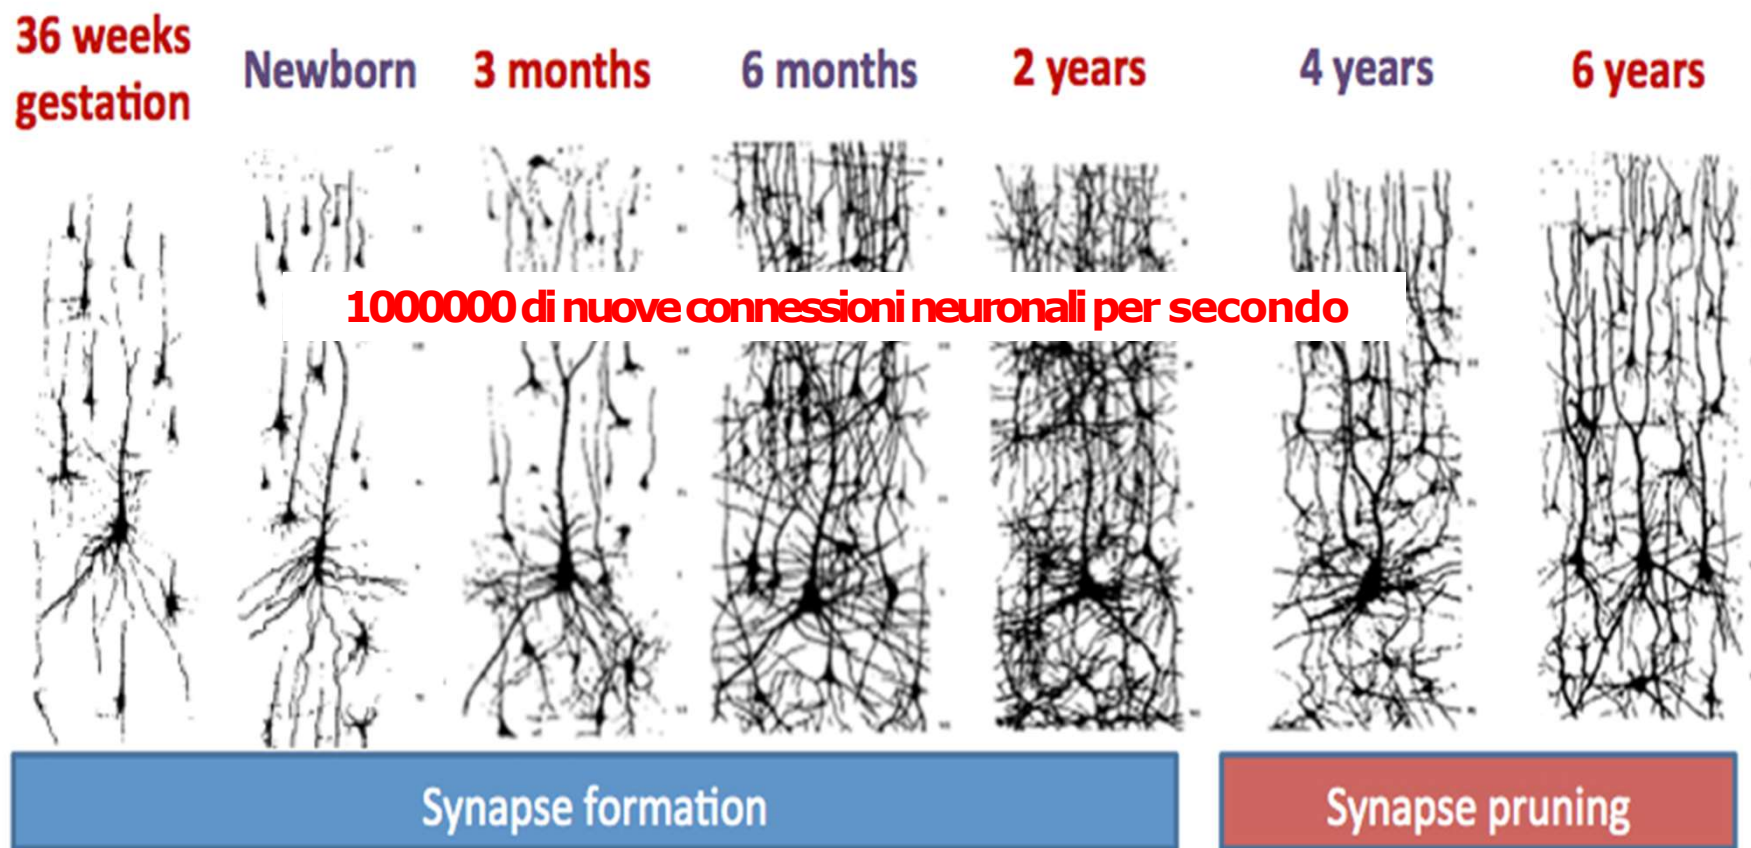 36 weeks
gestation
Newborn
3 months
6 months
2 years
4 years
6 years
1000000 di nuove connessioni neuronali per secondo
Synapse formation
Synapse pruning